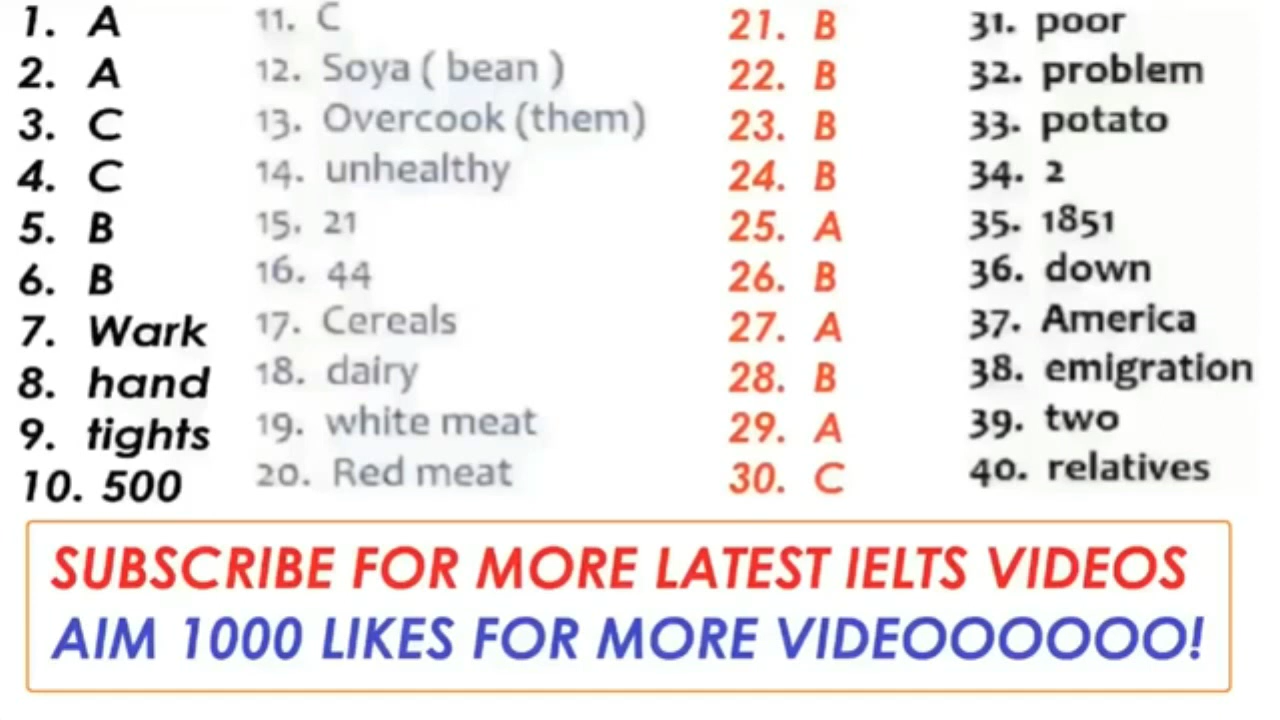 1. A
2. A
3. C
4. C
5. B
6. B
7. Wark
8. hand
9. tights
10. 500
11. C
12. Soya ( bean )
13. Overcook (them)
14. unhealthy
15. 21
16. 44
17. Cereals
18. dairy
19. white meat
20. Red meat
21. B
22. B
23. B
24. B
25. A
26. B
27. A
28. B
29. A
30. C
31. poor
32. problem
33. potato
34. 2
35. 1851
36. down
37. America
38. emigration
39. two
40. relatives
SUBSCRIBE FOR MORE LATEST IELTS VIDEOS
AIM 1000 LIKES FOR MORE VIDEOOOOOO!